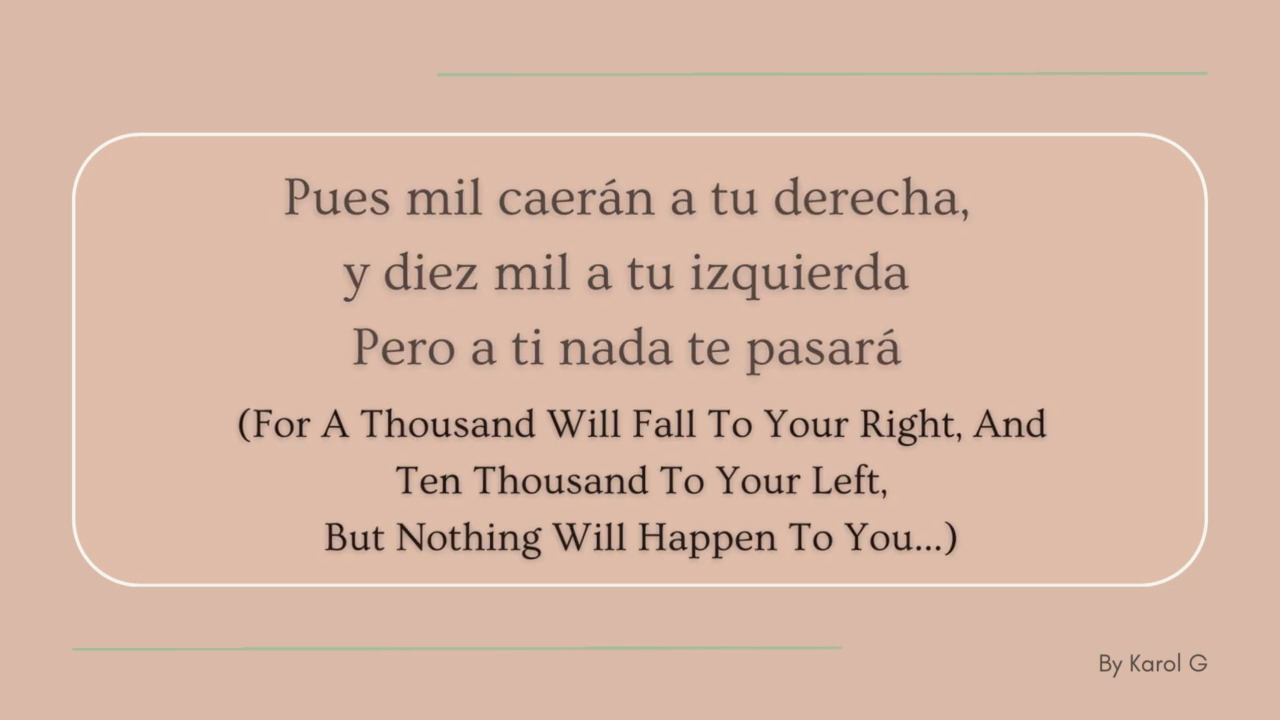 Pues mil caerán a tu derecha,
y diez mil a tu izquierda
Pero a ti nada te pasará
(For A Thousand Will Fall To Your Right, And
Ten Thousand To Your Left,
But Nothing Will Happen To You...)
By Karol G